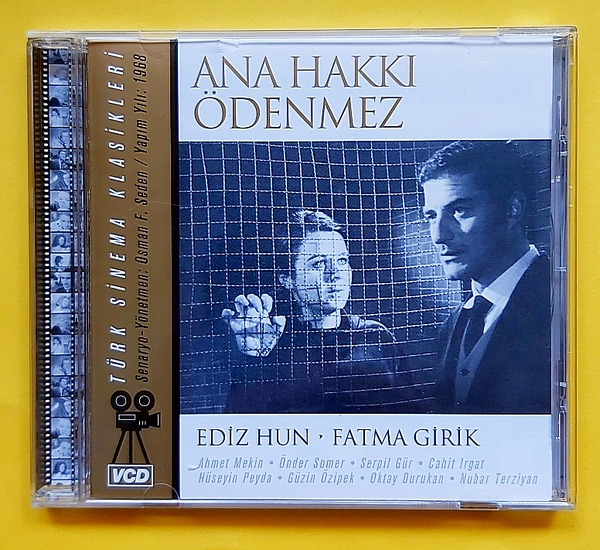 ANA HAKKI
ÖDENMEZ
TÜRK SİNEMA KLASİKLERİ
Senaryo-Yönetmen: Osman F. Seden / Yapım Yılı: 1968
VCD
EDİZ HUN · FATMA GİRİK
Ahmet Mekin • Önder Somer • Serpil Gür • Cahit Irgat
Hüseyin Peyda • Güzin Özipek • Oktay Durukan • Nubar Terziyan